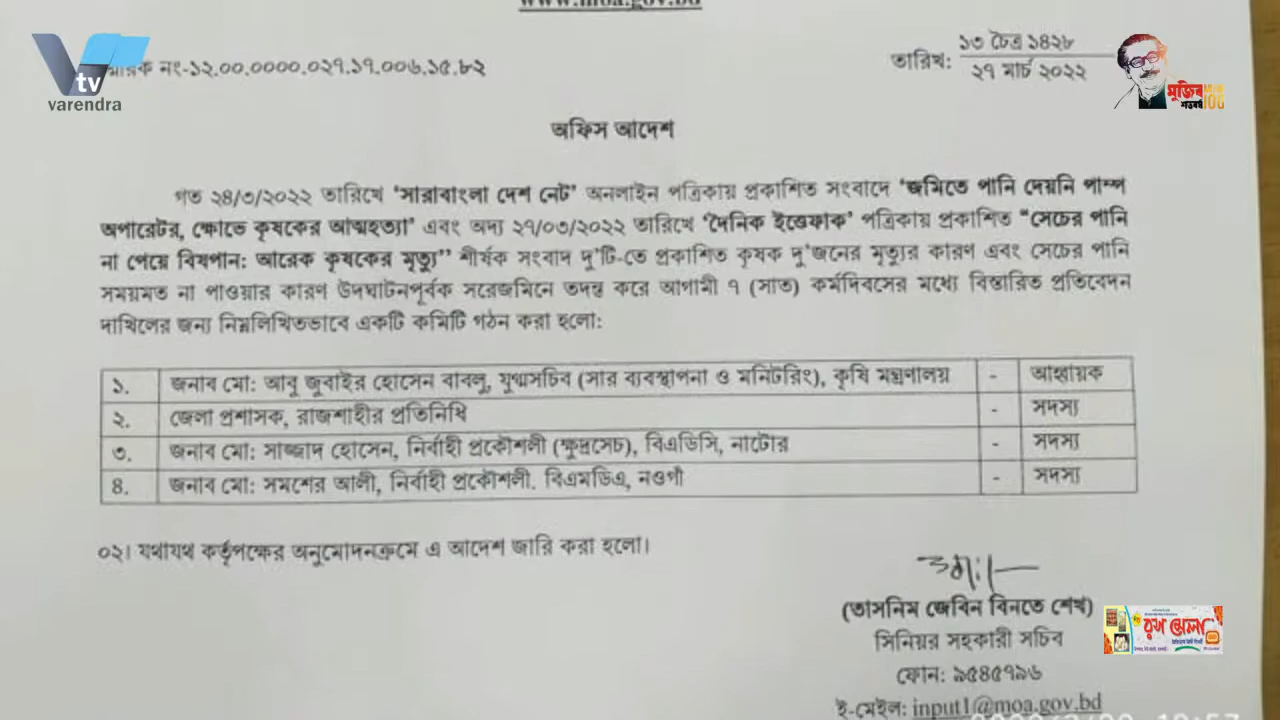 www.moa.gov.bd
স্মারক নং-১২.০০.০০০০.০২৭.১৭.০০৬.১৫.৮২
তারিখ:
১৩ চৈত্র ১৪২৮
২৭ মার্চ ২০২২
V tv
varendra
মুজিব
শতবর্ষ 100
অফিস আদেশ
গত ২৪/৩/২০২২ তারিখে ‘সারাবাংলা দেশ নেট’ অনলাইন পত্রিকায় প্রকাশিত সংবাদে ‘জমিতে পানি দেয়নি পাম্প
অপারেটর, ক্ষোভে কৃষকের আত্মহত্যা’ এবং অদ্য ২৭/০৩/২০২২ তারিখে ‘দৈনিক ইত্তেফাক’ পত্রিকায় প্রকাশিত “সেচের পানি
না পেয়ে বিষপান: আরেক কৃষকের মৃত্যু” শীর্ষক সংবাদ দু'টি-তে প্রকাশিত কৃষক দু'জনের মৃত্যুর কারণ এবং সেচের পানি
সময়মত না পাওয়ার কারণ উদঘাটনপূর্বক সরেজমিনে তদন্ত করে আগামী ৭ (সাত) কর্মদিবসের মধ্যে বিস্তারিত প্রতিবেদন
দাখিলের জন্য নিম্নলিখিতভাবে একটি কমিটি গঠন করা হলো:
১. জনাব মো: আবু জুবাইর হোসেন বাবলু, যুগ্মসচিব (সার ব্যবস্থাপনা ও মনিটরিং), কৃষি মন্ত্রণালয় - আহ্বায়ক
২. জেলা প্রশাসক, রাজশাহীর প্রতিনিধি - সদস্য
৩. জনাব মো: সাজ্জাদ হোসেন, নির্বাহী প্রকৌশলী (ক্ষুদ্রসেচ), বিএডিসি, নাটোর - সদস্য
৪. জনাব মো: সমশের আলী, নির্বাহী প্রকৌশলী. বিএমডিএ, নওগাঁ - সদস্য
০২। যথাযথ কর্তৃপক্ষের অনুমোদনক্রমে এ আদেশ জারি করা হলো।
(তাসনিম জেবিন বিনতে শেখ)
সিনিয়র সহকারী সচিব
ফোন: ৯৫৪৫৭৯৬
ই-মেইল: input1@moa.gov.bd